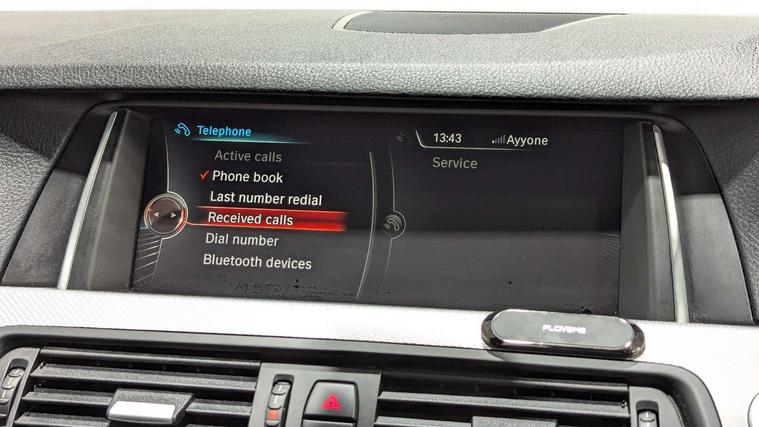 Telephone
Active calls
Phone book
Last number redial
Received calls
Dial number
Bluetooth devices
13:43 Ayyone
Service
FLOVEME